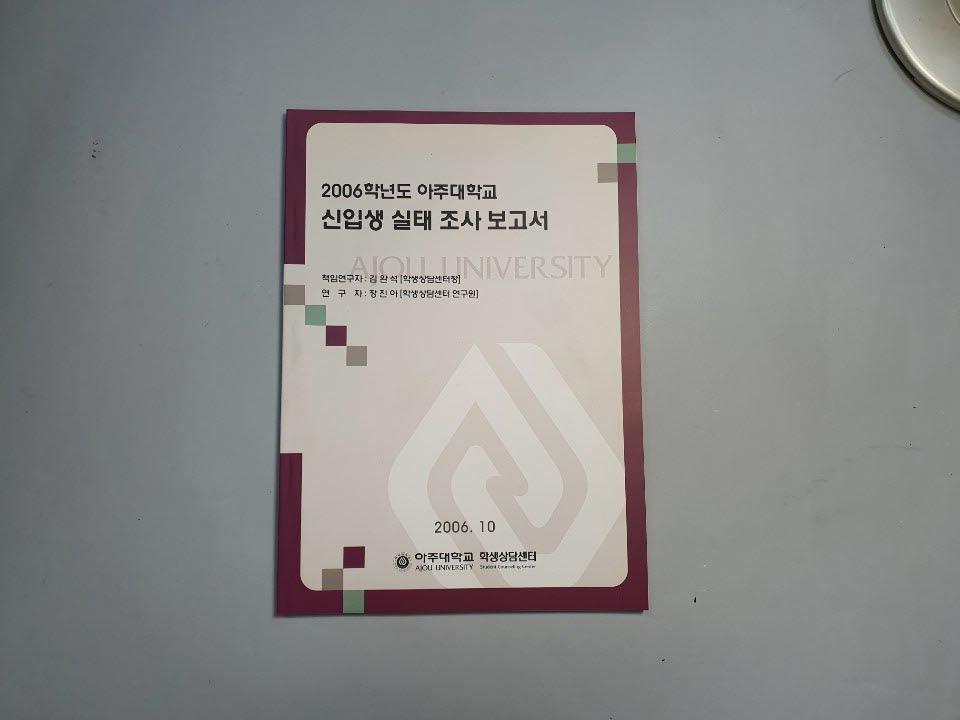 2006학년도 아주대학교
신입생 실태 조사 보고서
AJOU UNIVERSITY
책임연구자 : 김 완 석 [학생상담센터장]
연 구 자 : 장 진 아 [학생상담센터 연구원]
2006. 10
아주대학교 학생상담센터
AJOU UNIVERSITY Student Counseling Center